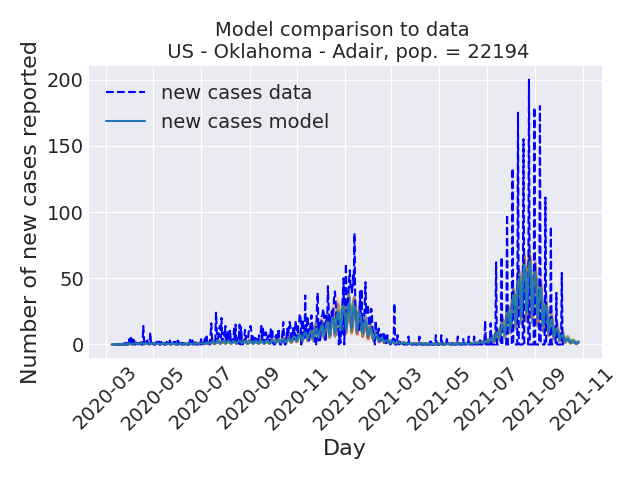 Model comparison to data
US - Oklahoma - Adair, pop. = 22194
new cases data
new cases model
Number of new cases reported
200
150
100
50
0
2020-03
2020-05
2020-07
2020-09
2020-11
2021-01
2021-03
2021-05
2021-07
2021-09
2021-11
Day